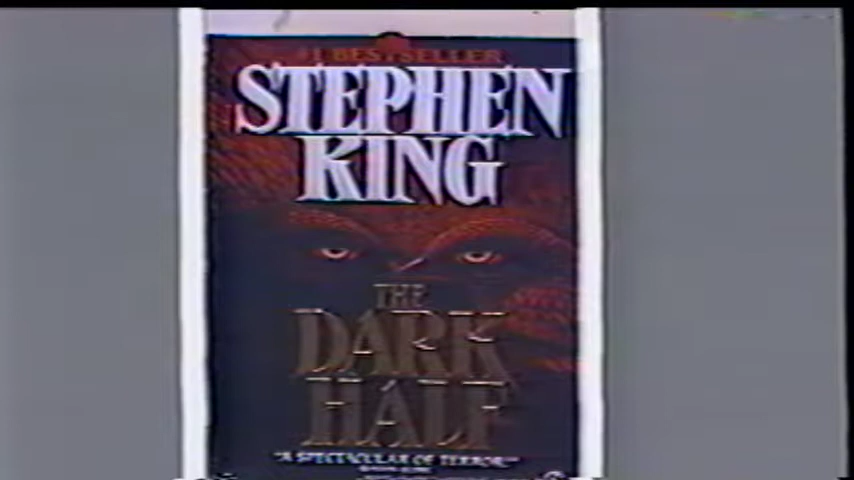 #1 BESTSELLER
STEPHEN
KING
THE
DARK
HALF
"A SPECTACULAR OF TERROR!"